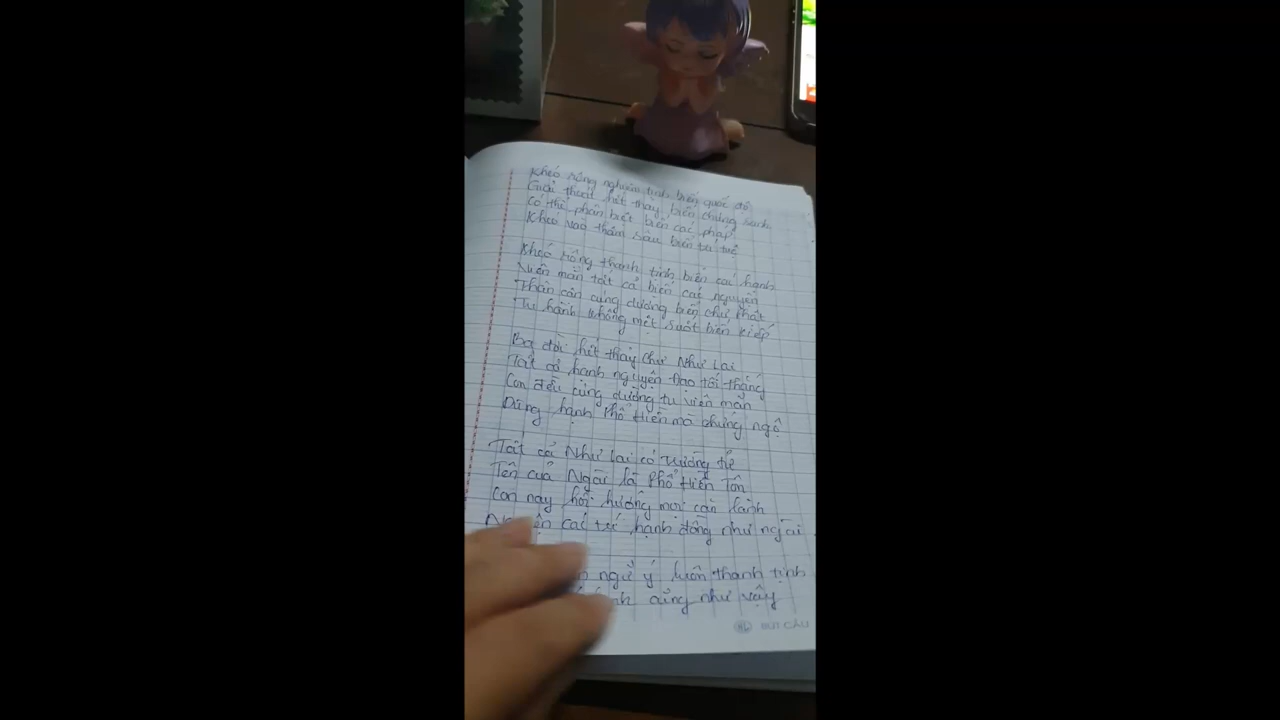 Khéo rộng nghiêm tịnh biển quốc độ
Giải thoát hết thảy biển chúng sanh
Có thể phân biệt biển các pháp
Khéo vào thâm sâu biển trí tuệ
Khéo rộng thanh tịnh biển các hạnh
Viên mãn tất cả biển các nguyện
Thân cận cúng dường biển chư Phật
Tu hành không mệt suốt biển kiếp
Ba đời hết thảy chư Như Lai
Tất cả hạnh nguyện Đạo tối thắng
Con đều cúng dường tu viên mãn
Dùng hạnh Phổ Hiền mà chứng ngộ
Tất cả Như Lai có trưởng tử
Tên của Ngài là Phổ Hiền Tôn
Con nay hồi hướng mọi căn lành
các trí hạnh đồng như ngài
ngữ ý luôn thanh tịnh
cũng như vậy